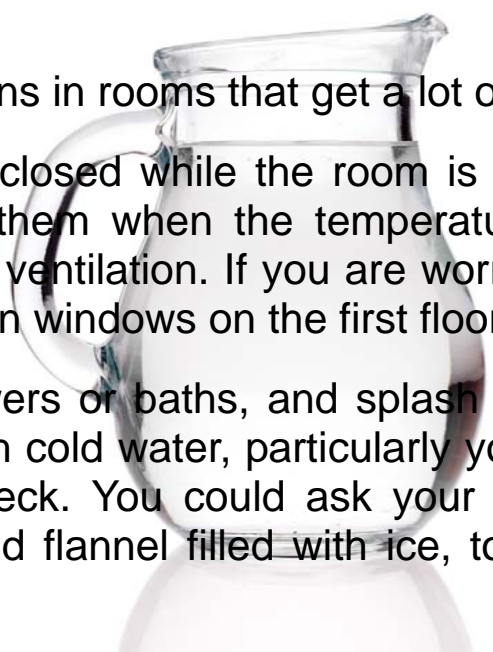 ns in rooms that get a lot o
closed while the room is
them when the temperatu
ventilation. If you are wor
n windows on the first floor
ers or baths, and splash
n cold water, particularly yo
eck. You could ask your
d flannel filled with ice, to